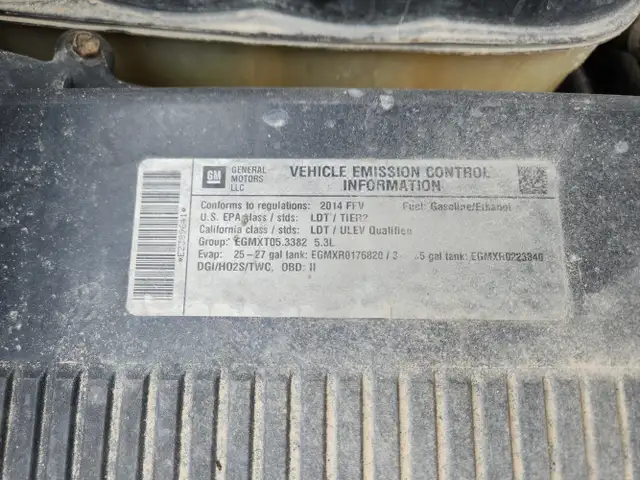 GM GENERAL MOTORS LLC
VEHICLE EMISSION CONTROL INFORMATION
Conforms to regulations: 2014 FFV Fuel: Gasoline/Ethanol
U.S. EPA class / stds: LDT / TIER2
California class / stds: LDT / ULEV Qualified
Group: EGMXT05.3382 5.3L
Evap: 25 - 27 gal tank: EGMXR0176820 / 3 5 gal tank: EGMXR0223340
DGI/HO2S/TWC, OBD: II